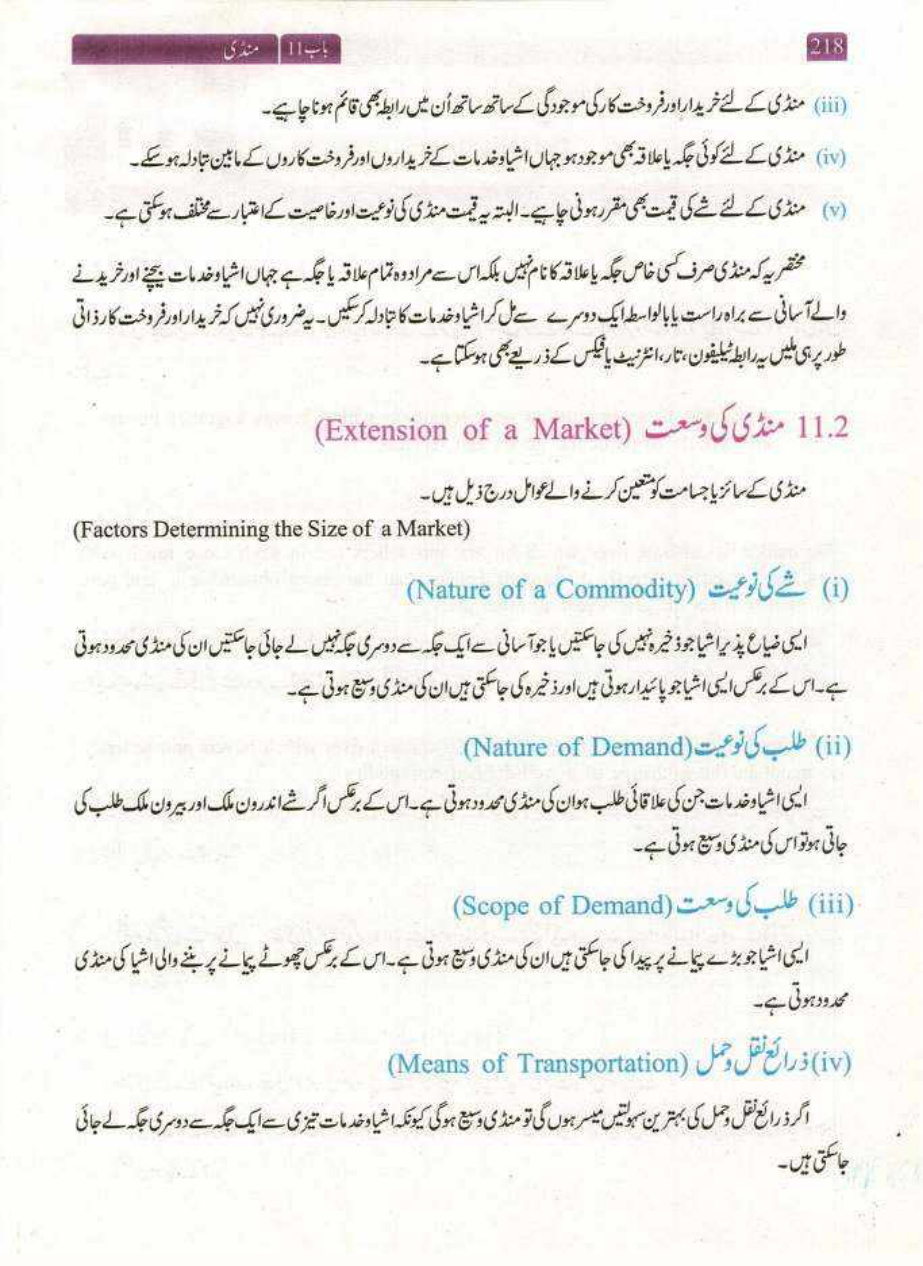 218
باب 11 منڈی
(iii) منڈی کے لئے خریدار اور فروخت کار کی موجودگی کے ساتھ ساتھ اُن میں رابطہ بھی قائم ہونا چاہیے۔
(iv) منڈی کے لئے کوئی جگہ یا علاقہ بھی موجود ہو جہاں اشیا و خدمات کے خریداروں اور فروخت کاروں کے مابین تبادلہ ہو سکے۔
(v) منڈی کے لئے شے کی قیمت بھی مقرر ہونی چاہیے۔ البتہ یہ قیمت منڈی کی نوعیت اور خاصیت کے اعتبار سے مختلف ہو سکتی ہے۔
مختصر یہ کہ منڈی صرف کسی خاص جگہ یا علاقہ کا نام نہیں بلکہ اس سے مراد وہ تمام علاقہ یا جگہ ہے جہاں اشیا و خدمات بیچنے اور خریدنے
والے آسانی سے براہ راست یا بالواسطہ ایک دوسرے سے مل کر اشیا و خدمات کا تبادلہ کر سکیں۔ یہ ضروری نہیں کہ خریدار اور فروخت کار ذاتی
طور پر ہی ملیں یہ رابطہ ٹیلیفون، تار، انٹرنیٹ یا فیکس کے ذریعے بھی ہو سکتا ہے۔
11.2 منڈی کی وسعت (Extension of a Market)
منڈی کے سائز یا جسامت کو متعین کرنے والے عوامل درج ذیل ہیں۔
(Factors Determining the Size of a Market)
(i) شے کی نوعیت (Nature of a Commodity)
ایسی ضیاع پذیر اشیا جو ذخیرہ نہیں کی جا سکتیں یا جو آسانی سے ایک جگہ سے دوسری جگہ نہیں لے جائی جا سکتیں ان کی منڈی محدود ہوتی
ہے۔ اس کے برعکس ایسی اشیا جو پائیدار ہوتی ہیں اور ذخیرہ کی جا سکتی ہیں ان کی منڈی وسیع ہوتی ہے۔
(ii) طلب کی نوعیت (Nature of Demand)
ایسی اشیا و خدمات جن کی علاقائی طلب ہو ان کی منڈی محدود ہوتی ہے۔ اس کے برعکس اگر شے اندرون ملک اور بیرون ملک طلب کی
جاتی ہو تو اس کی منڈی وسیع ہوتی ہے۔
(iii) طلب کی وسعت (Scope of Demand)
ایسی اشیا جو بڑے پیمانے پر پیدا کی جا سکتی ہیں ان کی منڈی وسیع ہوتی ہے۔ اس کے برعکس چھوٹے پیمانے پر بننے والی اشیا کی منڈی
محدود ہوتی ہے۔
(iv) ذرائع نقل و حمل (Means of Transportation)
اگر ذرائع نقل و حمل کی بہترین سہولتیں میسر ہوں گی تو منڈی وسیع ہوگی کیونکہ اشیا و خدمات تیزی سے ایک جگہ سے دوسری جگہ لے جائی
جا سکتی ہیں۔